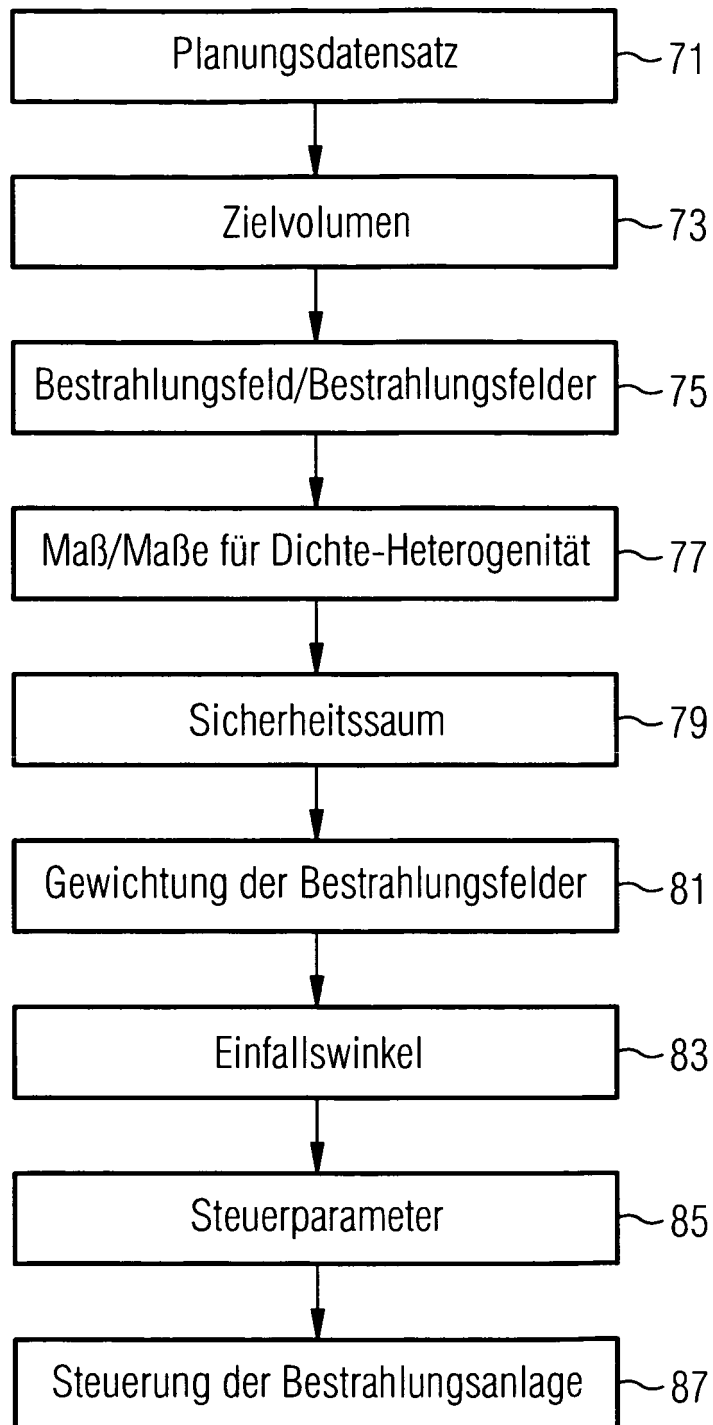 Planungsdatensatz 71
Zielvolumen 73
Bestrahlungsfeld/Bestrahlungsfelder 75
Maß/Maße für Dichte-Heterogenität 77
Sicherheitssaum 79
Gewichtung der Bestrahlungsfelder 81
Einfallswinkel 83
Steuerparameter 85
Steuerung der Bestrahlungsanlage 87